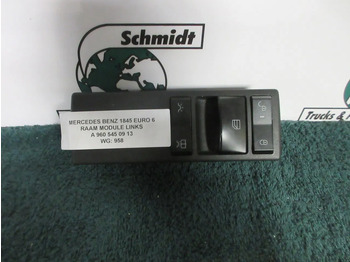 Schmidt
Trucks &
MERCEDES BENZ 1845 EURO 6
RAAM MODULE LINKS
A 960 545 09 13
WG: 958